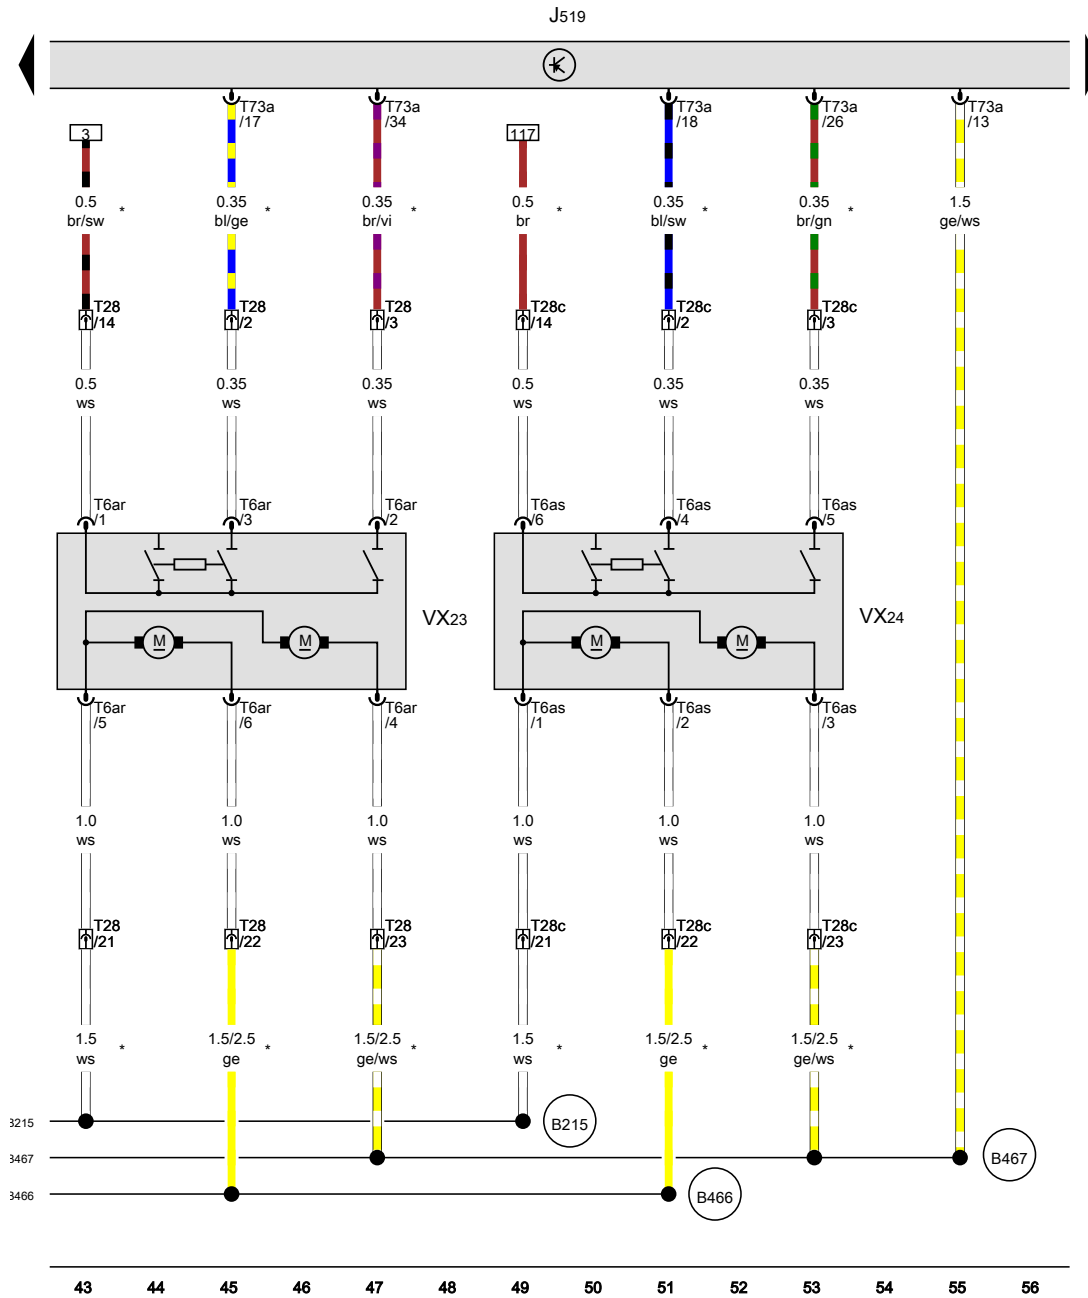 J519
T73a T73a T73a T73a T73a
/17 /34 /18 /26 /13
3 117
0.5 0.35 0.35 0.5 0.35 0.35 1.5
br/sw * bl/ge * br/vi * br * bl/sw * br/gn * ge/ws
T28 T28 T28 T28c T28c T28c
/14 /2 /3 /14 /2 /3
0.5 0.35 0.35 0.5 0.35 0.35
ws ws ws ws ws ws
T6ar T6ar T6ar T6as T6as T6as
/1 /3 /2 /6 /4 /5
VX23 VX24
M M M M
T6ar T6ar T6ar T6as T6as T6as
/5 /6 /4 /1 /2 /3
1.0 1.0 1.0 1.0 1.0 1.0
ws ws ws ws ws ws
T28 T28 T28 T28c T28c T28c
/21 /22 /23 /21 /22 /23
1.5 1.5/2.5 1.5/2.5 1.5 1.5/2.5 1.5/2.5
ws * ge * ge/ws * ws * ge * ge/ws *
B215 B215
B467 B467
B466 B466
43 44 45 46 47 48 49 50 51 52 53 54 55 56